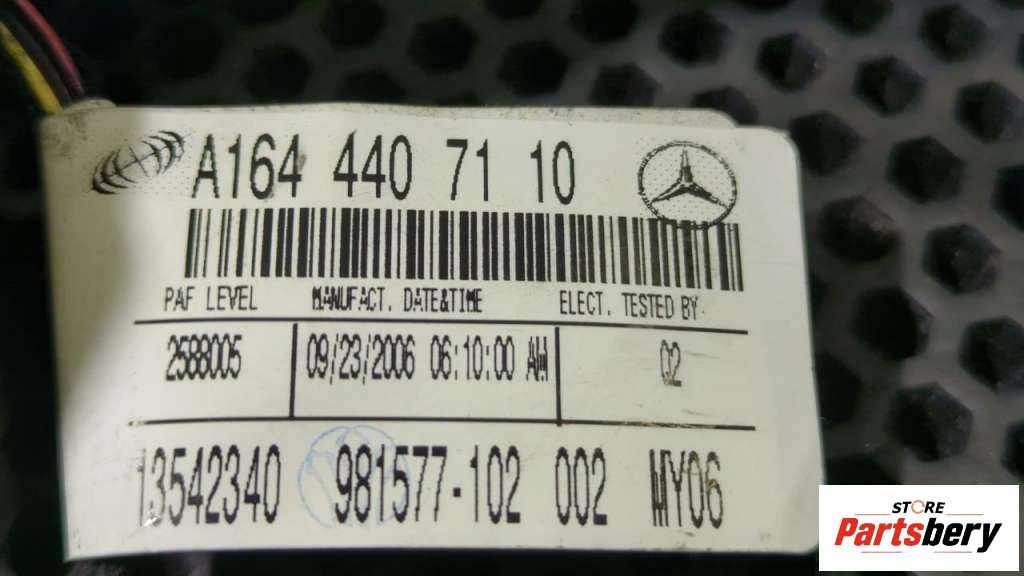 A164 440 71 10
PAF LEVEL MANUFACT. DATE&TIME ELECT. TESTED BY
2588005 09/23/2006 06:10:00 AM 02
13542340 981577-102 002 MY06
STORE
Partsbery